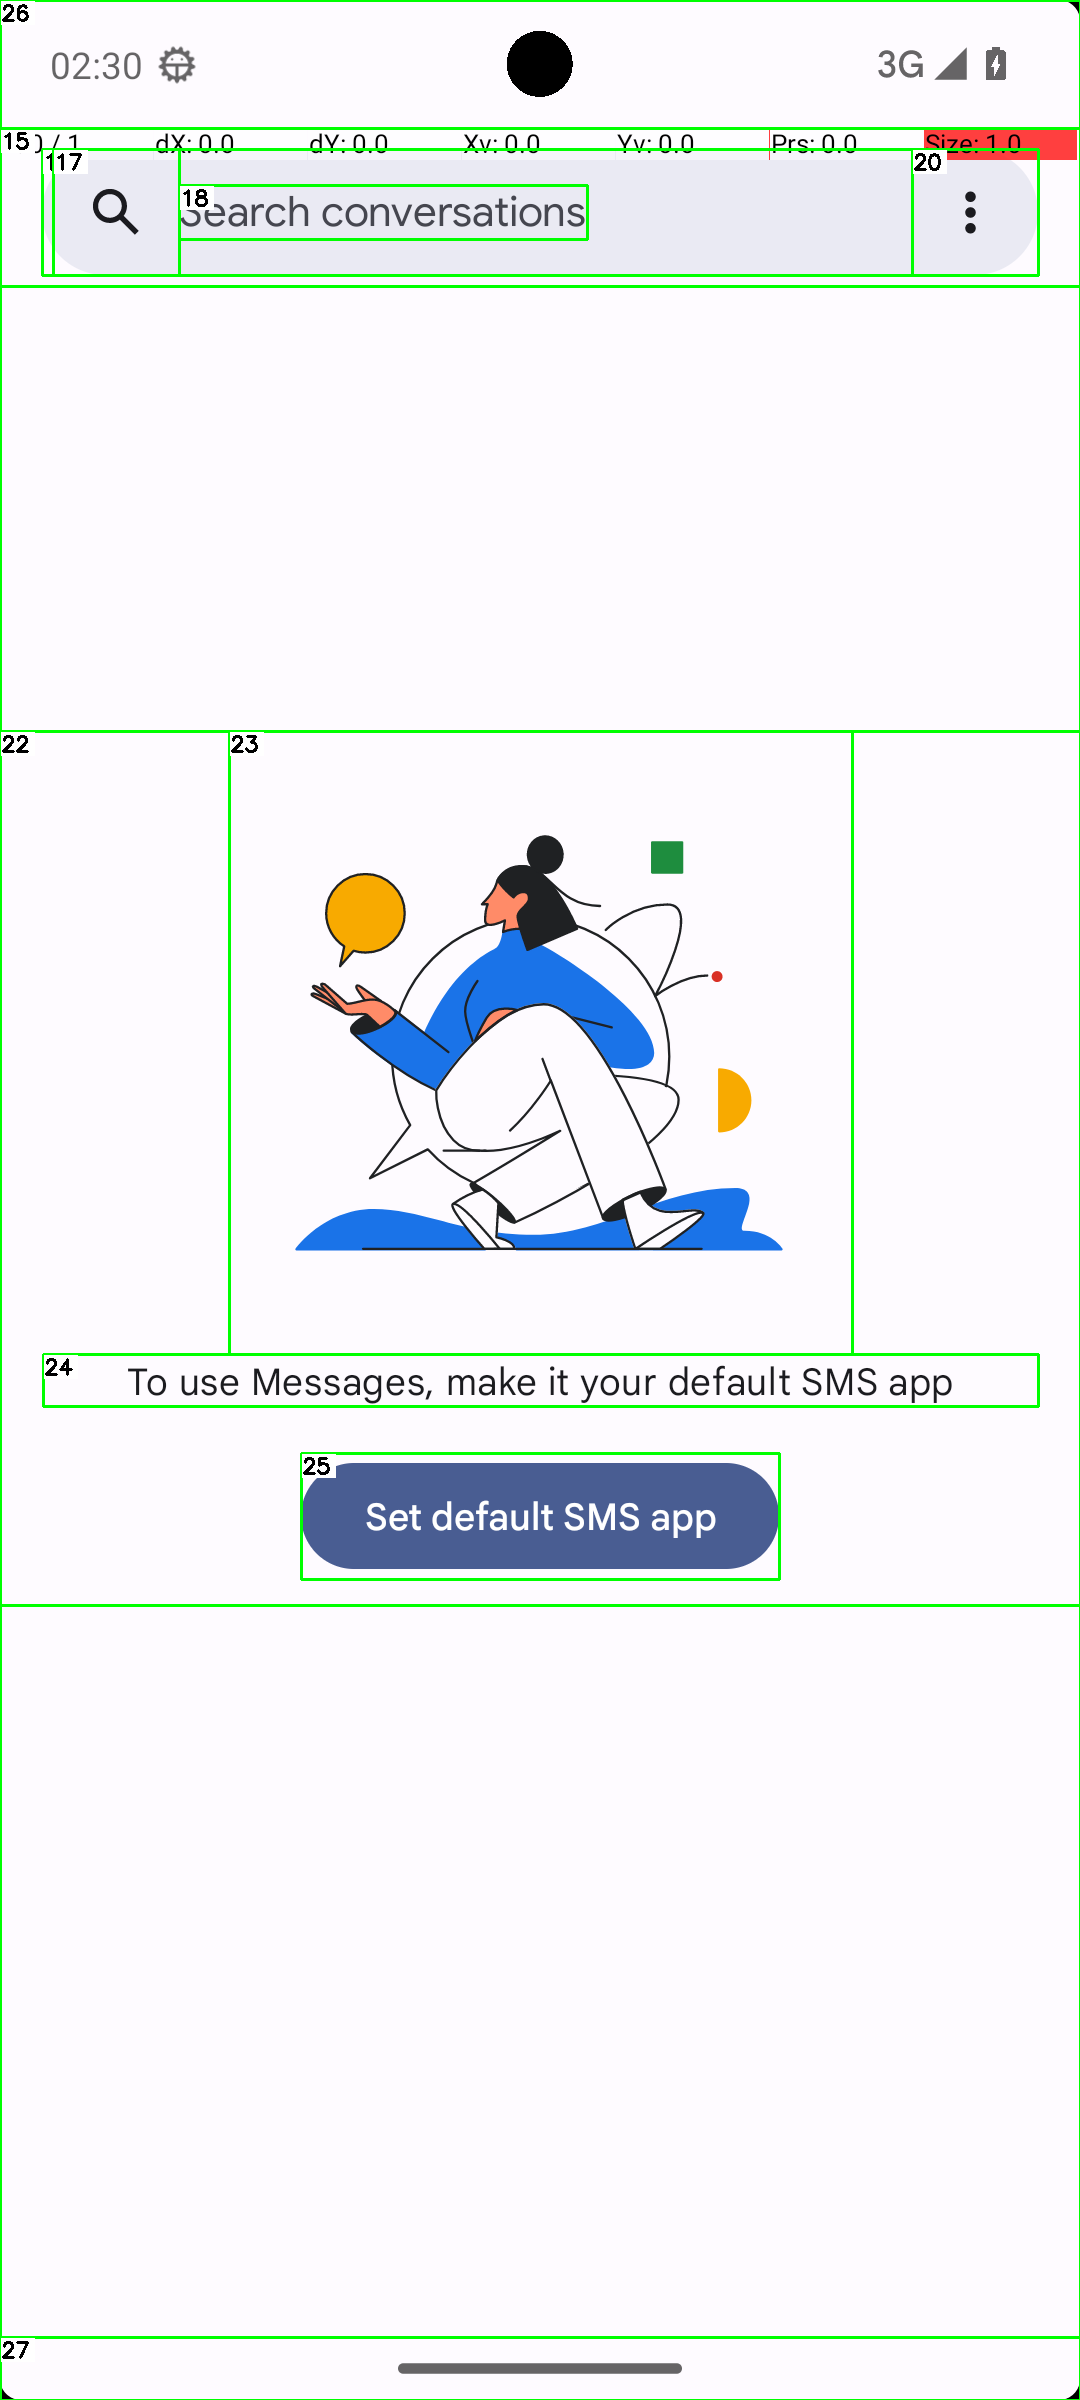 26
02:30
3G
15 / 1 dX: 0.0 dY: 0.0 Xv: 0.0 Yv: 0.0 Prs: 0.0 Size: 1.0
117
20
18
Search conversations
22
23
24
To use Messages, make it your default SMS app
25
Set default SMS app
27